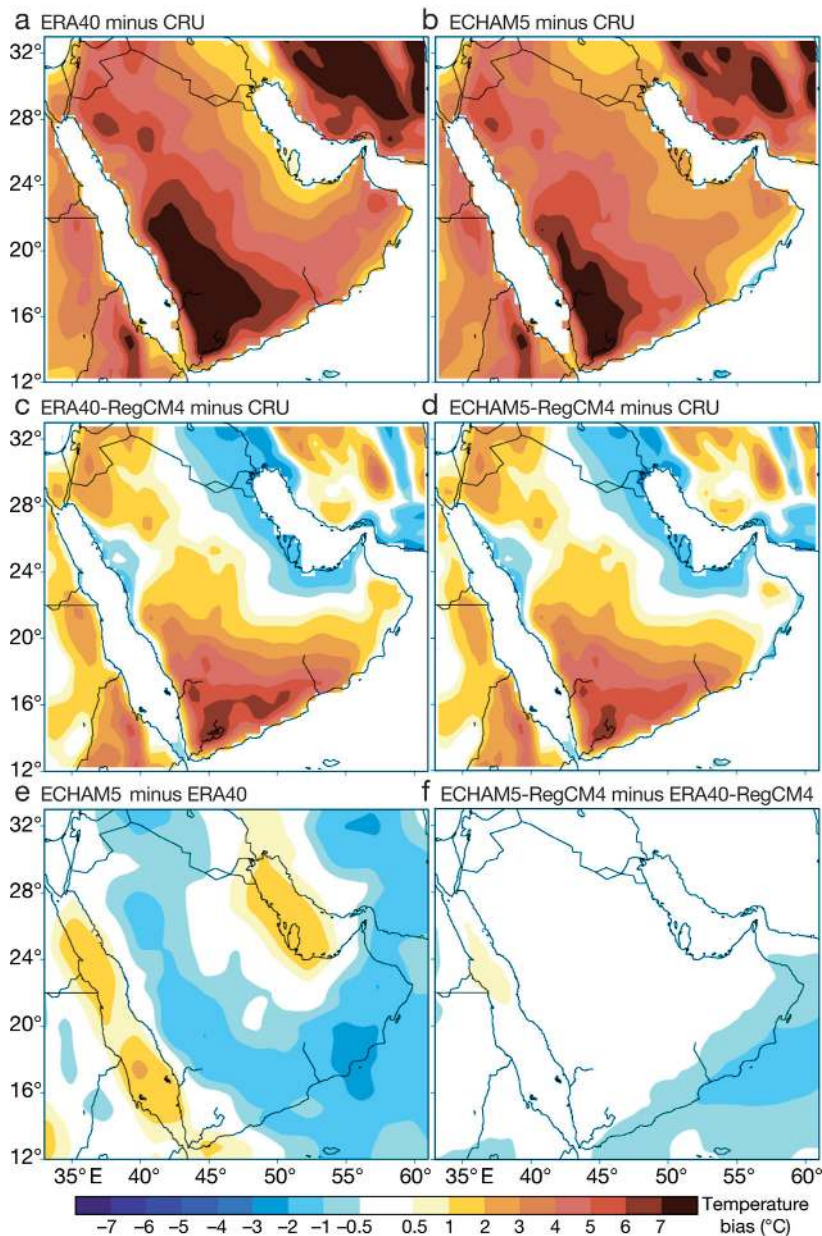 a ERA40 minus CRU
b ECHAM5 minus CRU
32°
28°
24°
20°
16°
12°
c ERA40-RegCM4 minus CRU
d ECHAM5-RegCM4 minus CRU
32°
28°
24°
20°
16°
12°
e ECHAM5 minus ERA40
f ECHAM5-RegCM4 minus ERA40-RegCM4
32°
28°
24°
20°
16°
12°
35° E 40° 45° 50° 55° 60° 35° E 40° 45° 50° 55° 60°
−7 −6 −5 −4 −3 −2 −1 −0.5 0.5 1 2 3 4 5 6 7
Temperature
bias (°C)